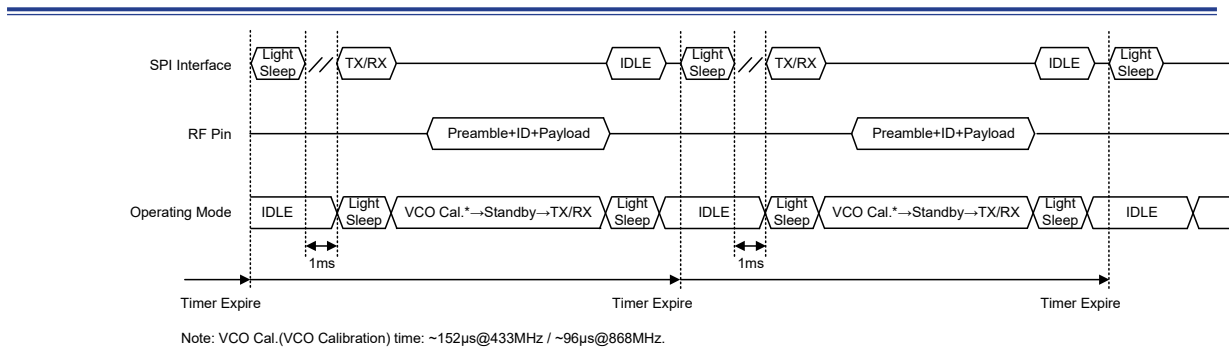 SPI Interface Light Sleep TX/RX IDLE Light Sleep TX/RX IDLE Light Sleep
RF Pin Preamble+ID+Payload Preamble+ID+Payload
Operating Mode IDLE Light Sleep VCO Cal.*→Standby→TX/RX Light Sleep IDLE Light Sleep VCO Cal.*→Standby→TX/RX Light Sleep IDLE
1ms 1ms
Timer Expire Timer Expire Timer Expire
Note: VCO Cal.(VCO Calibration) time: ~152μs@433MHz / ~96μs@868MHz.